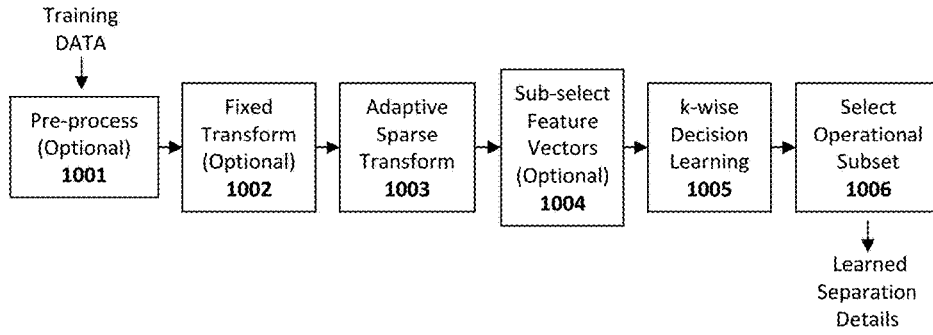 Training
DATA
Pre-process
(Optional)
1001
Fixed
Transform
(Optional)
1002
Adaptive
Sparse
Transform
1003
Sub-select
Feature
Vectors
(Optional)
1004
k-wise
Decision
Learning
1005
Select
Operational
Subset
1006
Learned
Separation
Details